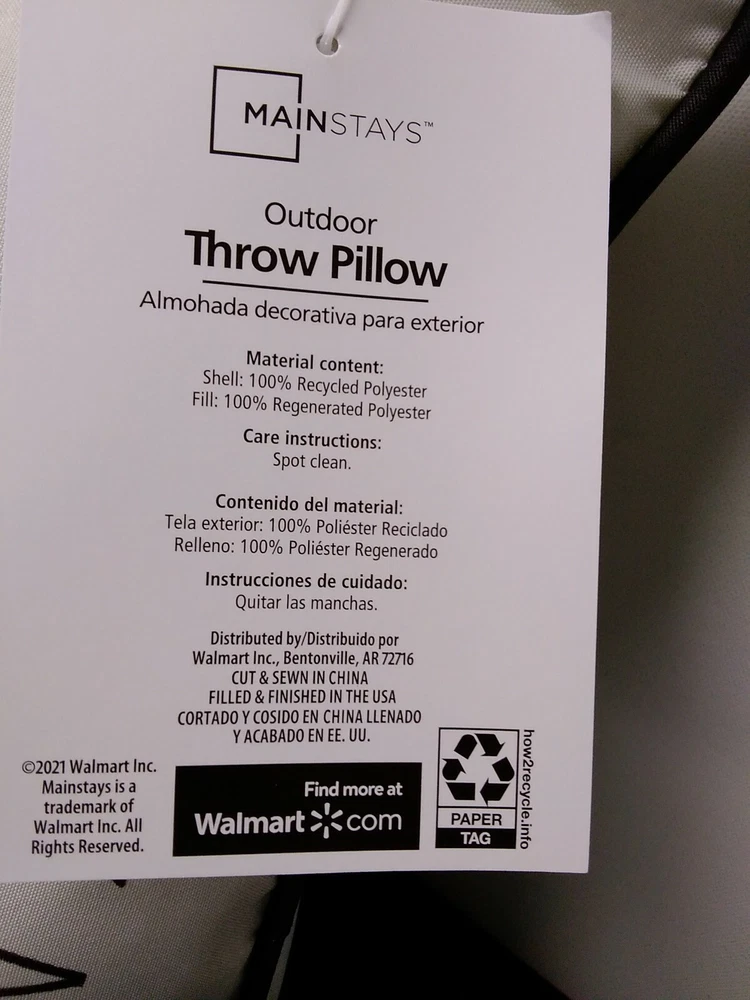 MAINSTAYS™
Outdoor
Throw Pillow
Almohada decorativa para exterior
Material content:
Shell: 100% Recycled Polyester
Fill: 100% Regenerated Polyester
Care instructions:
Spot clean.
Contenido del material:
Tela exterior: 100% Poliéster Reciclado
Relleno: 100% Poliéster Regenerado
Instrucciones de cuidado:
Quitar las manchas.
Distributed by/Distribuido por
Walmart Inc., Bentonville, AR 72716
CUT & SEWN IN CHINA
FILLED & FINISHED IN THE USA
CORTADO Y COSIDO EN CHINA LLENADO
Y ACABADO EN EE. UU.
©2021 Walmart Inc.
Mainstays is a
trademark of
Walmart Inc. All
Rights Reserved.
Find more at
Walmart com
PAPER
TAG
how2recycle.info